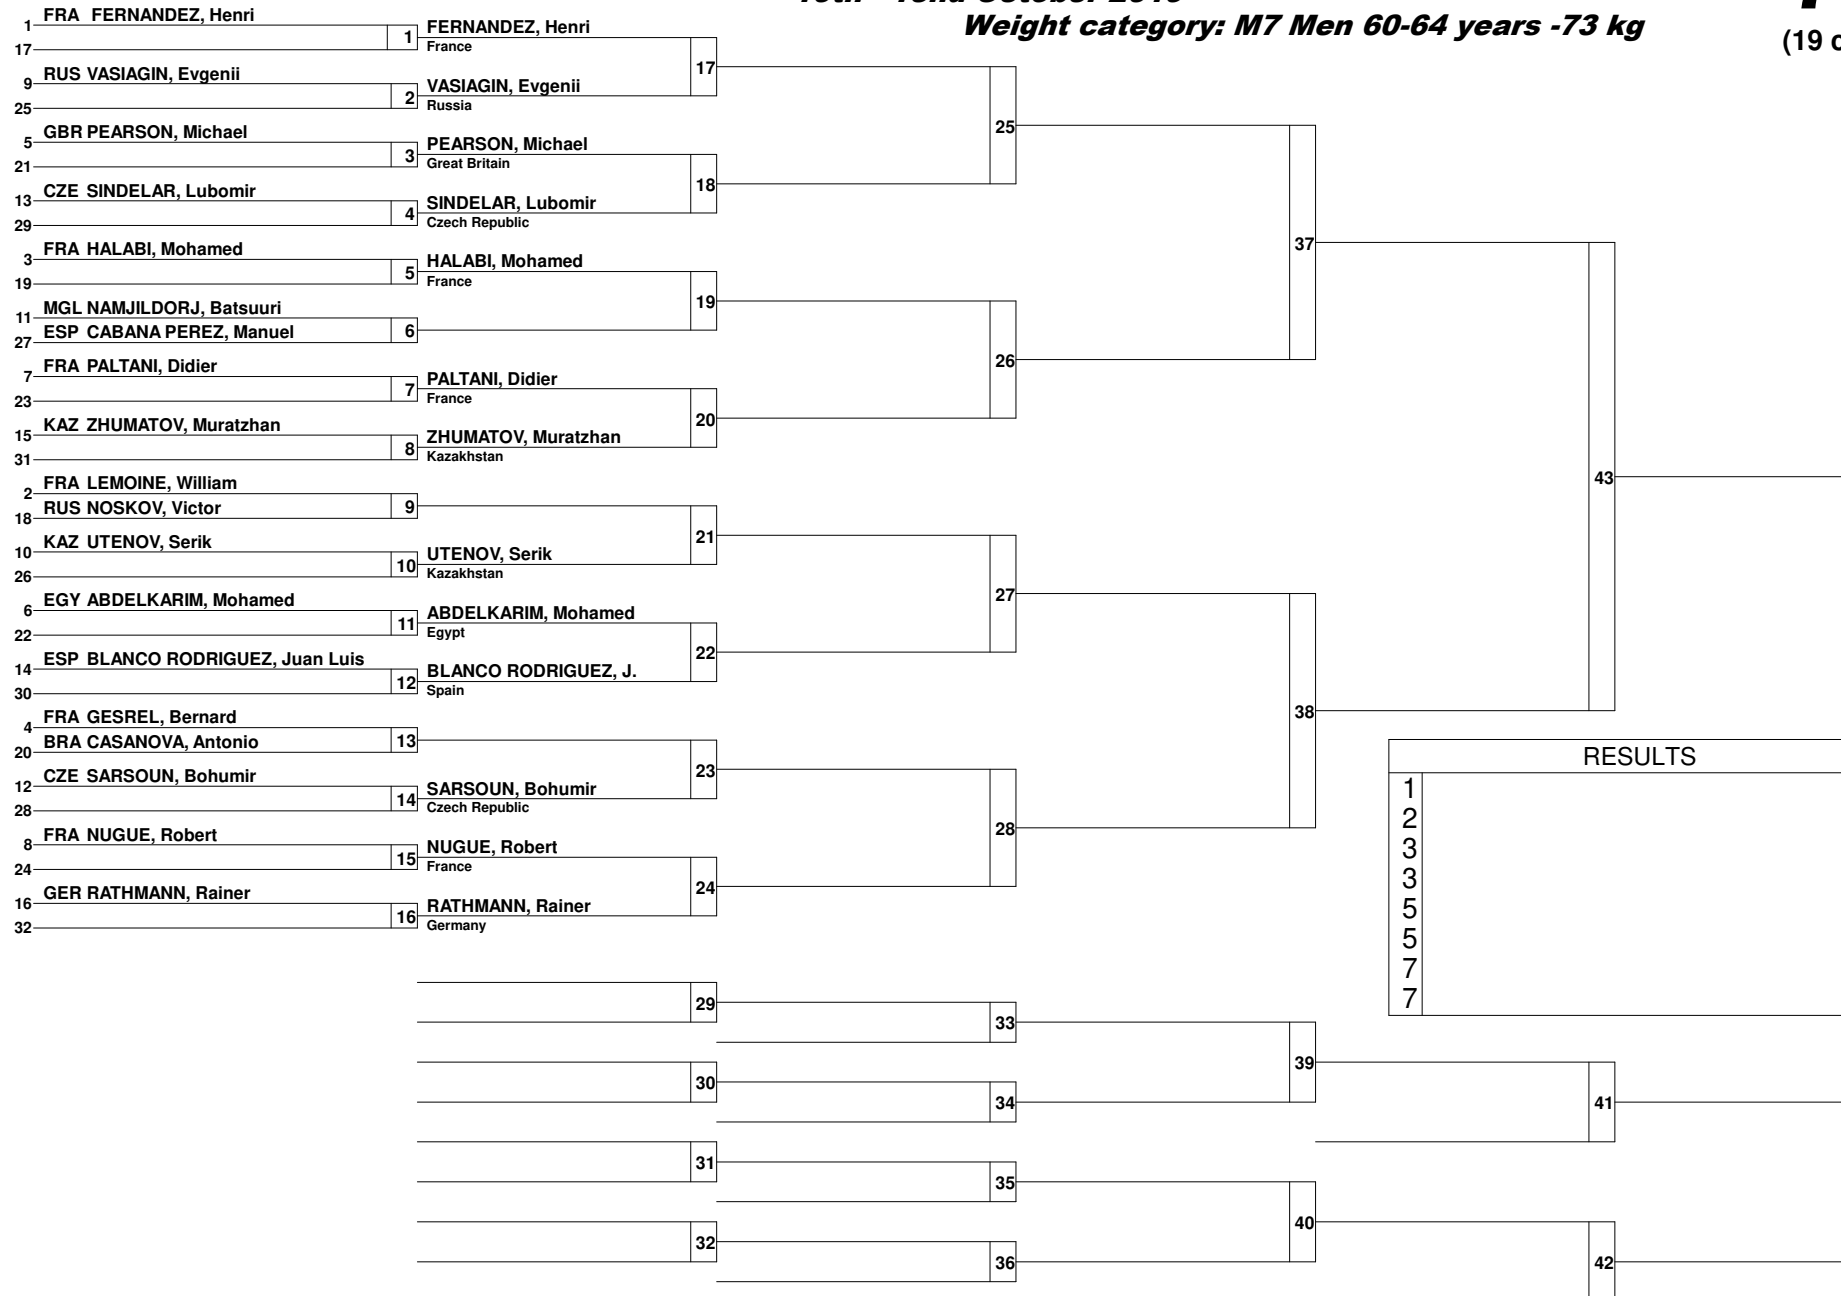 Weight category: M7 Men 60-64 years -73 kg
(19
1 FRA FERNANDEZ, Henri
17
1 FERNANDEZ, Henri
France
17
9 RUS VASIAGIN, Evgenii
25
2 VASIAGIN, Evgenii
Russia
25
5 GBR PEARSON, Michael
21
3 PEARSON, Michael
Great Britain
18
13 CZE SINDELAR, Lubomir
29
4 SINDELAR, Lubomir
Czech Republic
37
3 FRA HALABI, Mohamed
19
5 HALABI, Mohamed
France
19
11 MGL NAMJILDORJ, Batsuuri
27 ESP CABANA PEREZ, Manuel
6
26
7 FRA PALTANI, Didier
23
7 PALTANI, Didier
France
20
15 KAZ ZHUMATOV, Muratzhan
31
8 ZHUMATOV, Muratzhan
Kazakhstan
43
2 FRA LEMOINE, William
18 RUS NOSKOV, Victor
9
21
10 KAZ UTENOV, Serik
26
10 UTENOV, Serik
Kazakhstan
27
6 EGY ABDELKARIM, Mohamed
22
11 ABDELKARIM, Mohamed
Egypt
22
14 ESP BLANCO RODRIGUEZ, Juan Luis
30
12 BLANCO RODRIGUEZ, J.
Spain
38
4 FRA GESREL, Bernard
20 BRA CASANOVA, Antonio
13
23
12 CZE SARSOUN, Bohumir
28
14 SARSOUN, Bohumir
Czech Republic
28
8 FRA NUGUE, Robert
24
15 NUGUE, Robert
France
24
16 GER RATHMANN, Rainer
32
16 RATHMANN, Rainer
Germany
RESULTS
1
2
3
3
5
5
7
7
29
33
30
39
34
41
31
35
40
32
36
42